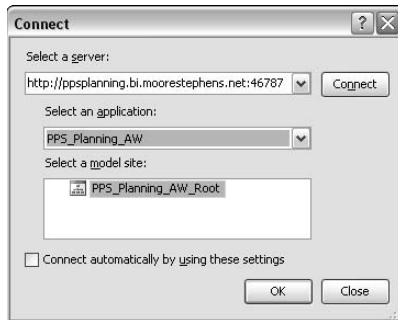 Connect
Select a server:
http://ppsplanning.bi.moorestephens.net:46787
Connect
Select an application:
PPS_Planning_AW
Select a model site:
PPS_Planning_AW_Root
Connect automatically by using these settings
OK
Close